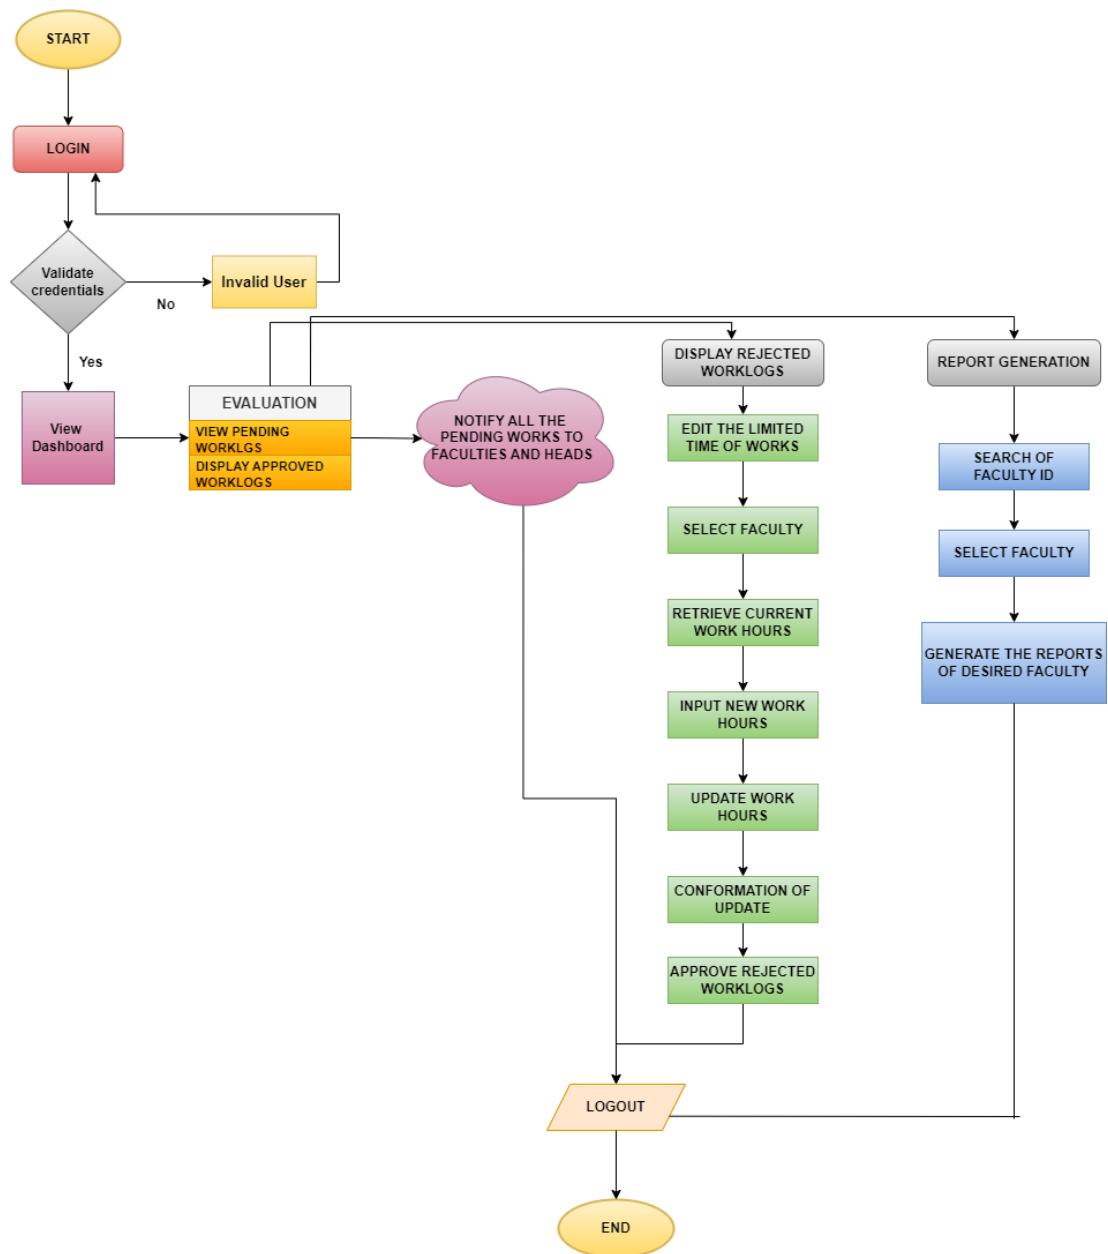 START
LOGIN
Validate
credentials
No
Invalid User
Yes
View
Dashboard
EVALUATION
VIEW PENDING
WORKLGS
DISPLAY APPROVED
WORKLOGS
NOTIFY ALL THE
PENDING WORKS TO
FACULTIES AND HEADS
DISPLAY REJECTED
WORKLOGS
EDIT THE LIMITED
TIME OF WORKS
SELECT FACULTY
RETRIEVE CURRENT
WORK HOURS
INPUT NEW WORK
HOURS
UPDATE WORK
HOURS
CONFORMATION OF
UPDATE
APPROVE REJECTED
WORKLOGS
REPORT GENERATION
SEARCH OF
FACULTY ID
SELECT FACULTY
GENERATE THE REPORTS
OF DESIRED FACULTY
LOGOUT
END